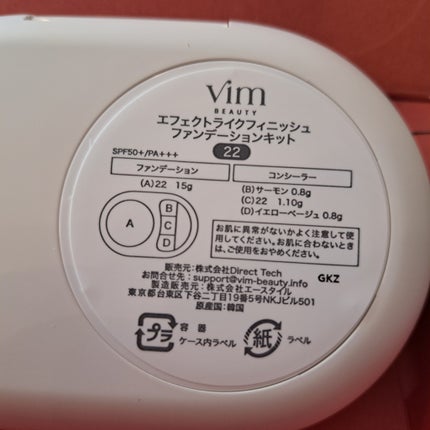 vim
BEAUTY
エフェクトライクフィニッシュ
ファンデーションキット
22
SPF50+/PA+++
ファンデーション
コンシーラー
(A)22 15g
(B)サーモン 0.8g
(C)22 1.10g
(D)イエローベージュ 0.8g
A
B
C
D
お肌に異常がないかよく注意して使
用してください。お肌に合わないとき
は、ご使用をおやめください。
販売元:株式会社Direct Tech
お問合せ先:support@vim-beauty.info
GKZ
製造販売元:株式会社エースタイル
東京都台東区下谷二丁目19番5号NKJビル501
原産国:韓国
プラ
容器
ケース内ラベル
紙
ラベル